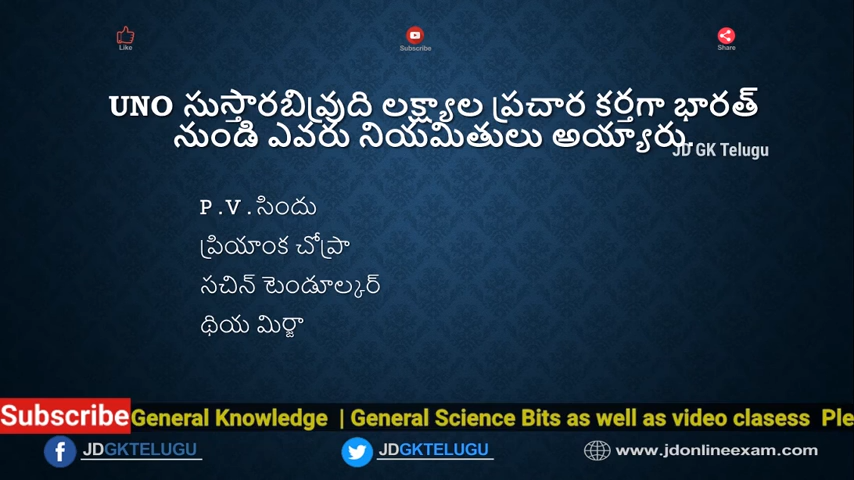 Like
Subscribe
Share
UNO సుస్తారబివ్రుది లక్ష్యాల ప్రచార కర్తగా భారత్
నుండి ఎవరు నియమితులు అయ్యారు.
JD GK Telugu
P .V .సిందు
ప్రియాంక చోప్రా
సచిన్ టెండూల్కర్
థియ మిర్జా
Subscribe General Knowledge | General Science Bits as well as video clasess Ple
JDGKTELUGU JDGKTELUGU www.jdonlineexam.com